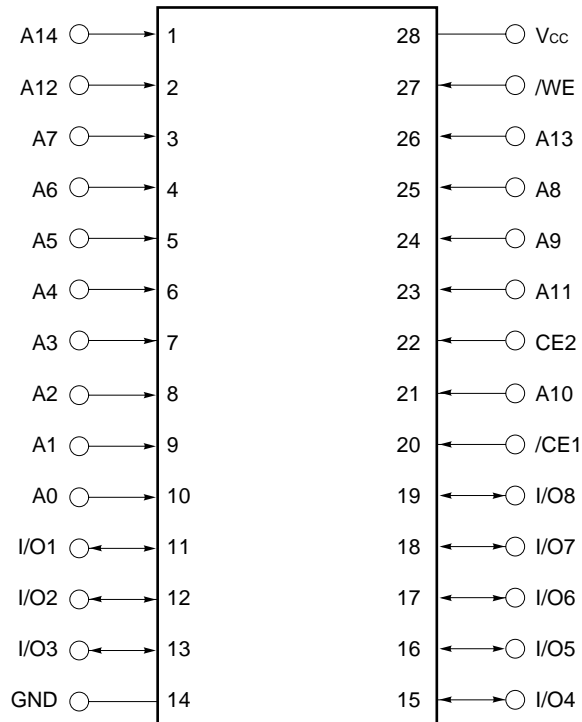 A14 1 28 Vcc
A12 2 27 /WE
A7 3 26 A13
A6 4 25 A8
A5 5 24 A9
A4 6 23 A11
A3 7 22 CE2
A2 8 21 A10
A1 9 20 /CE1
A0 10 19 I/O8
I/O1 11 18 I/O7
I/O2 12 17 I/O6
I/O3 13 16 I/O5
GND 14 15 I/O4